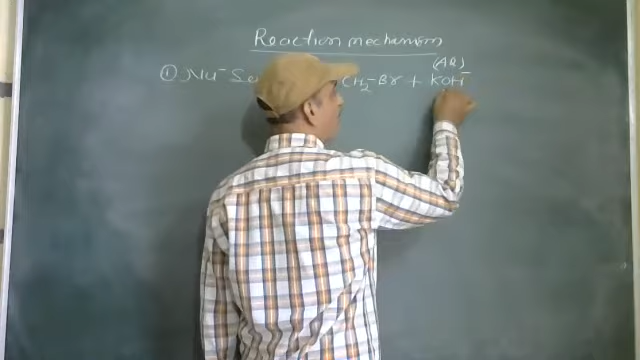 Reaction mechanism
(AQ)
① Nu⁻ CH₂-Br + KOH⁻